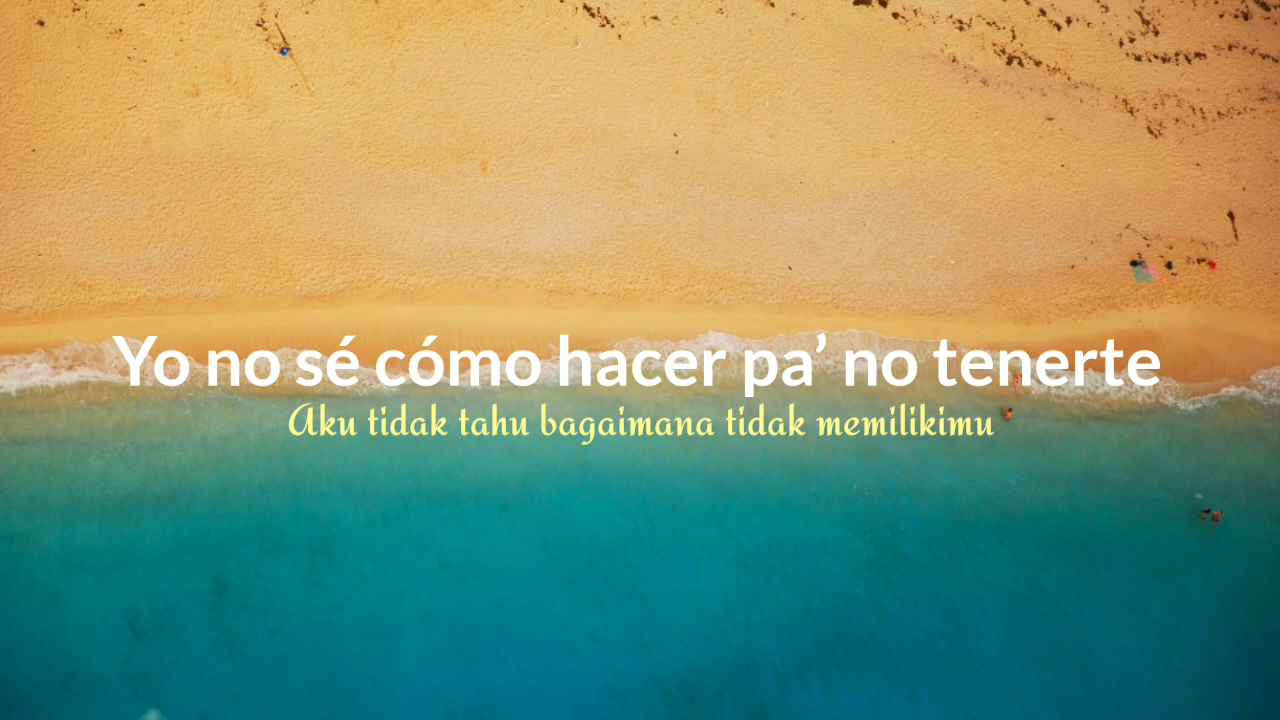 Yo no sé cómo hacer pa’ no tenerte
Aku tidak tahu bagaimana tidak memilikimu